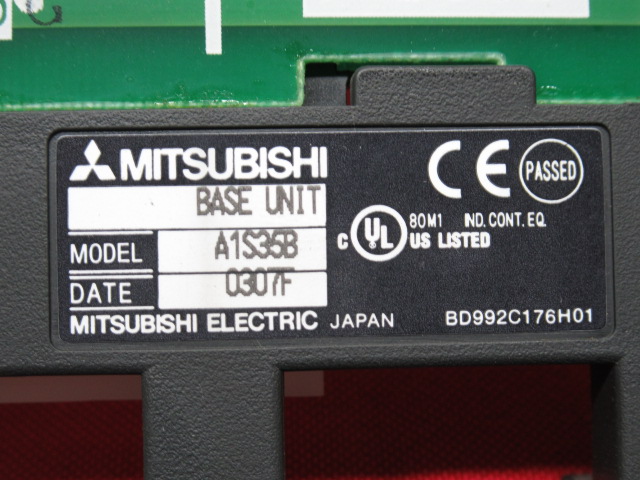 MITSUBISHI
CE
PASSED
BASE UNIT
c UL US LISTED
80M1 IND. CONT. EQ.
MODEL A1S35B
DATE 0307F
MITSUBISHI ELECTRIC JAPAN
BD992C176H01